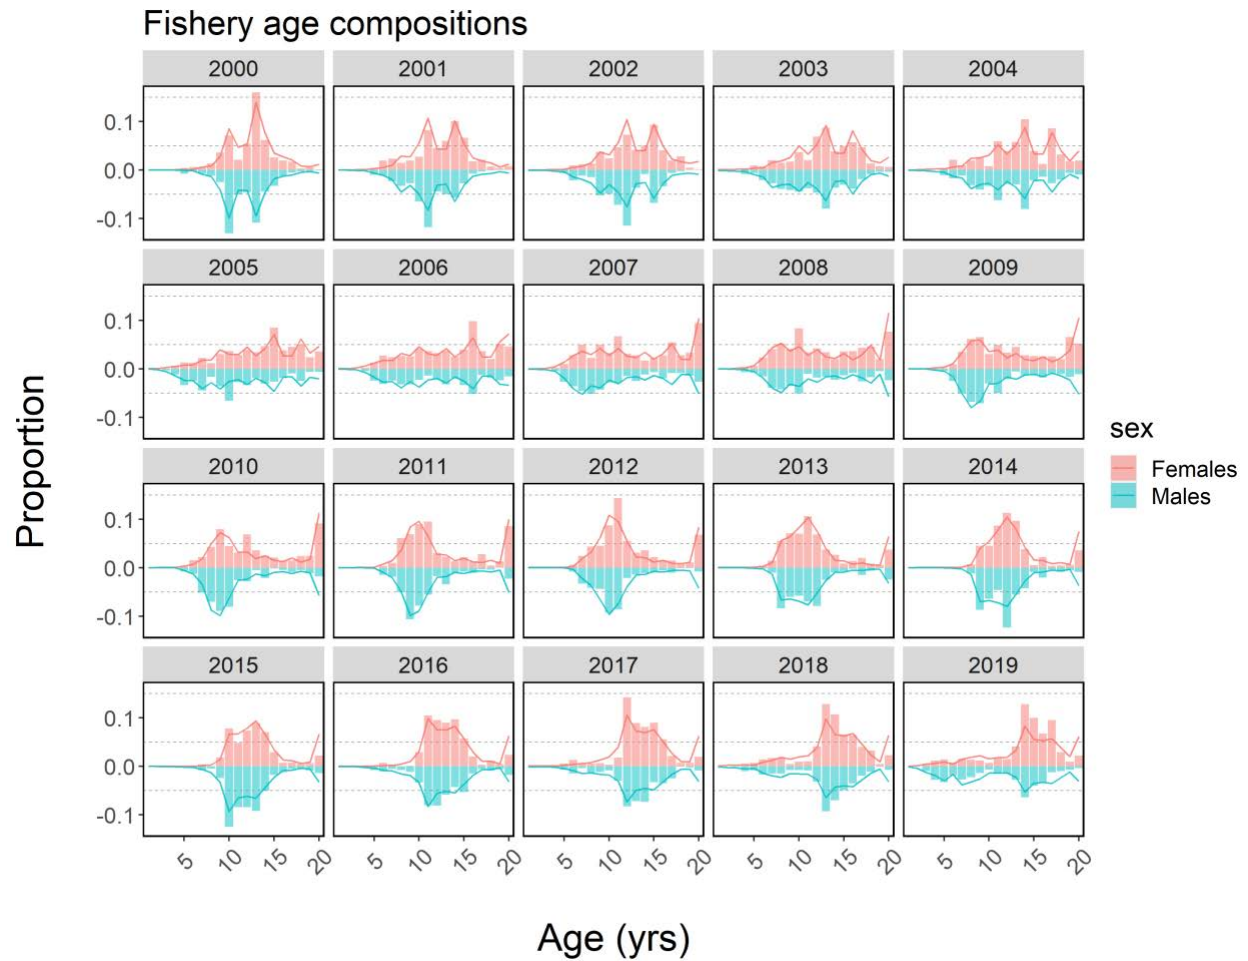 Fishery age compositions
2000 2001 2002 2003 2004
0.1
0.0
-0.1
2005 2006 2007 2008 2009
0.1
0.0
-0.1
2010 2011 2012 2013 2014
0.1
0.0
-0.1
2015 2016 2017 2018 2019
0.1
0.0
-0.1
5 10 15 20 5 10 15 20 5 10 15 20 5 10 15 20 5 10 15 20
Proportion
Age (yrs)
sex
Females
Males